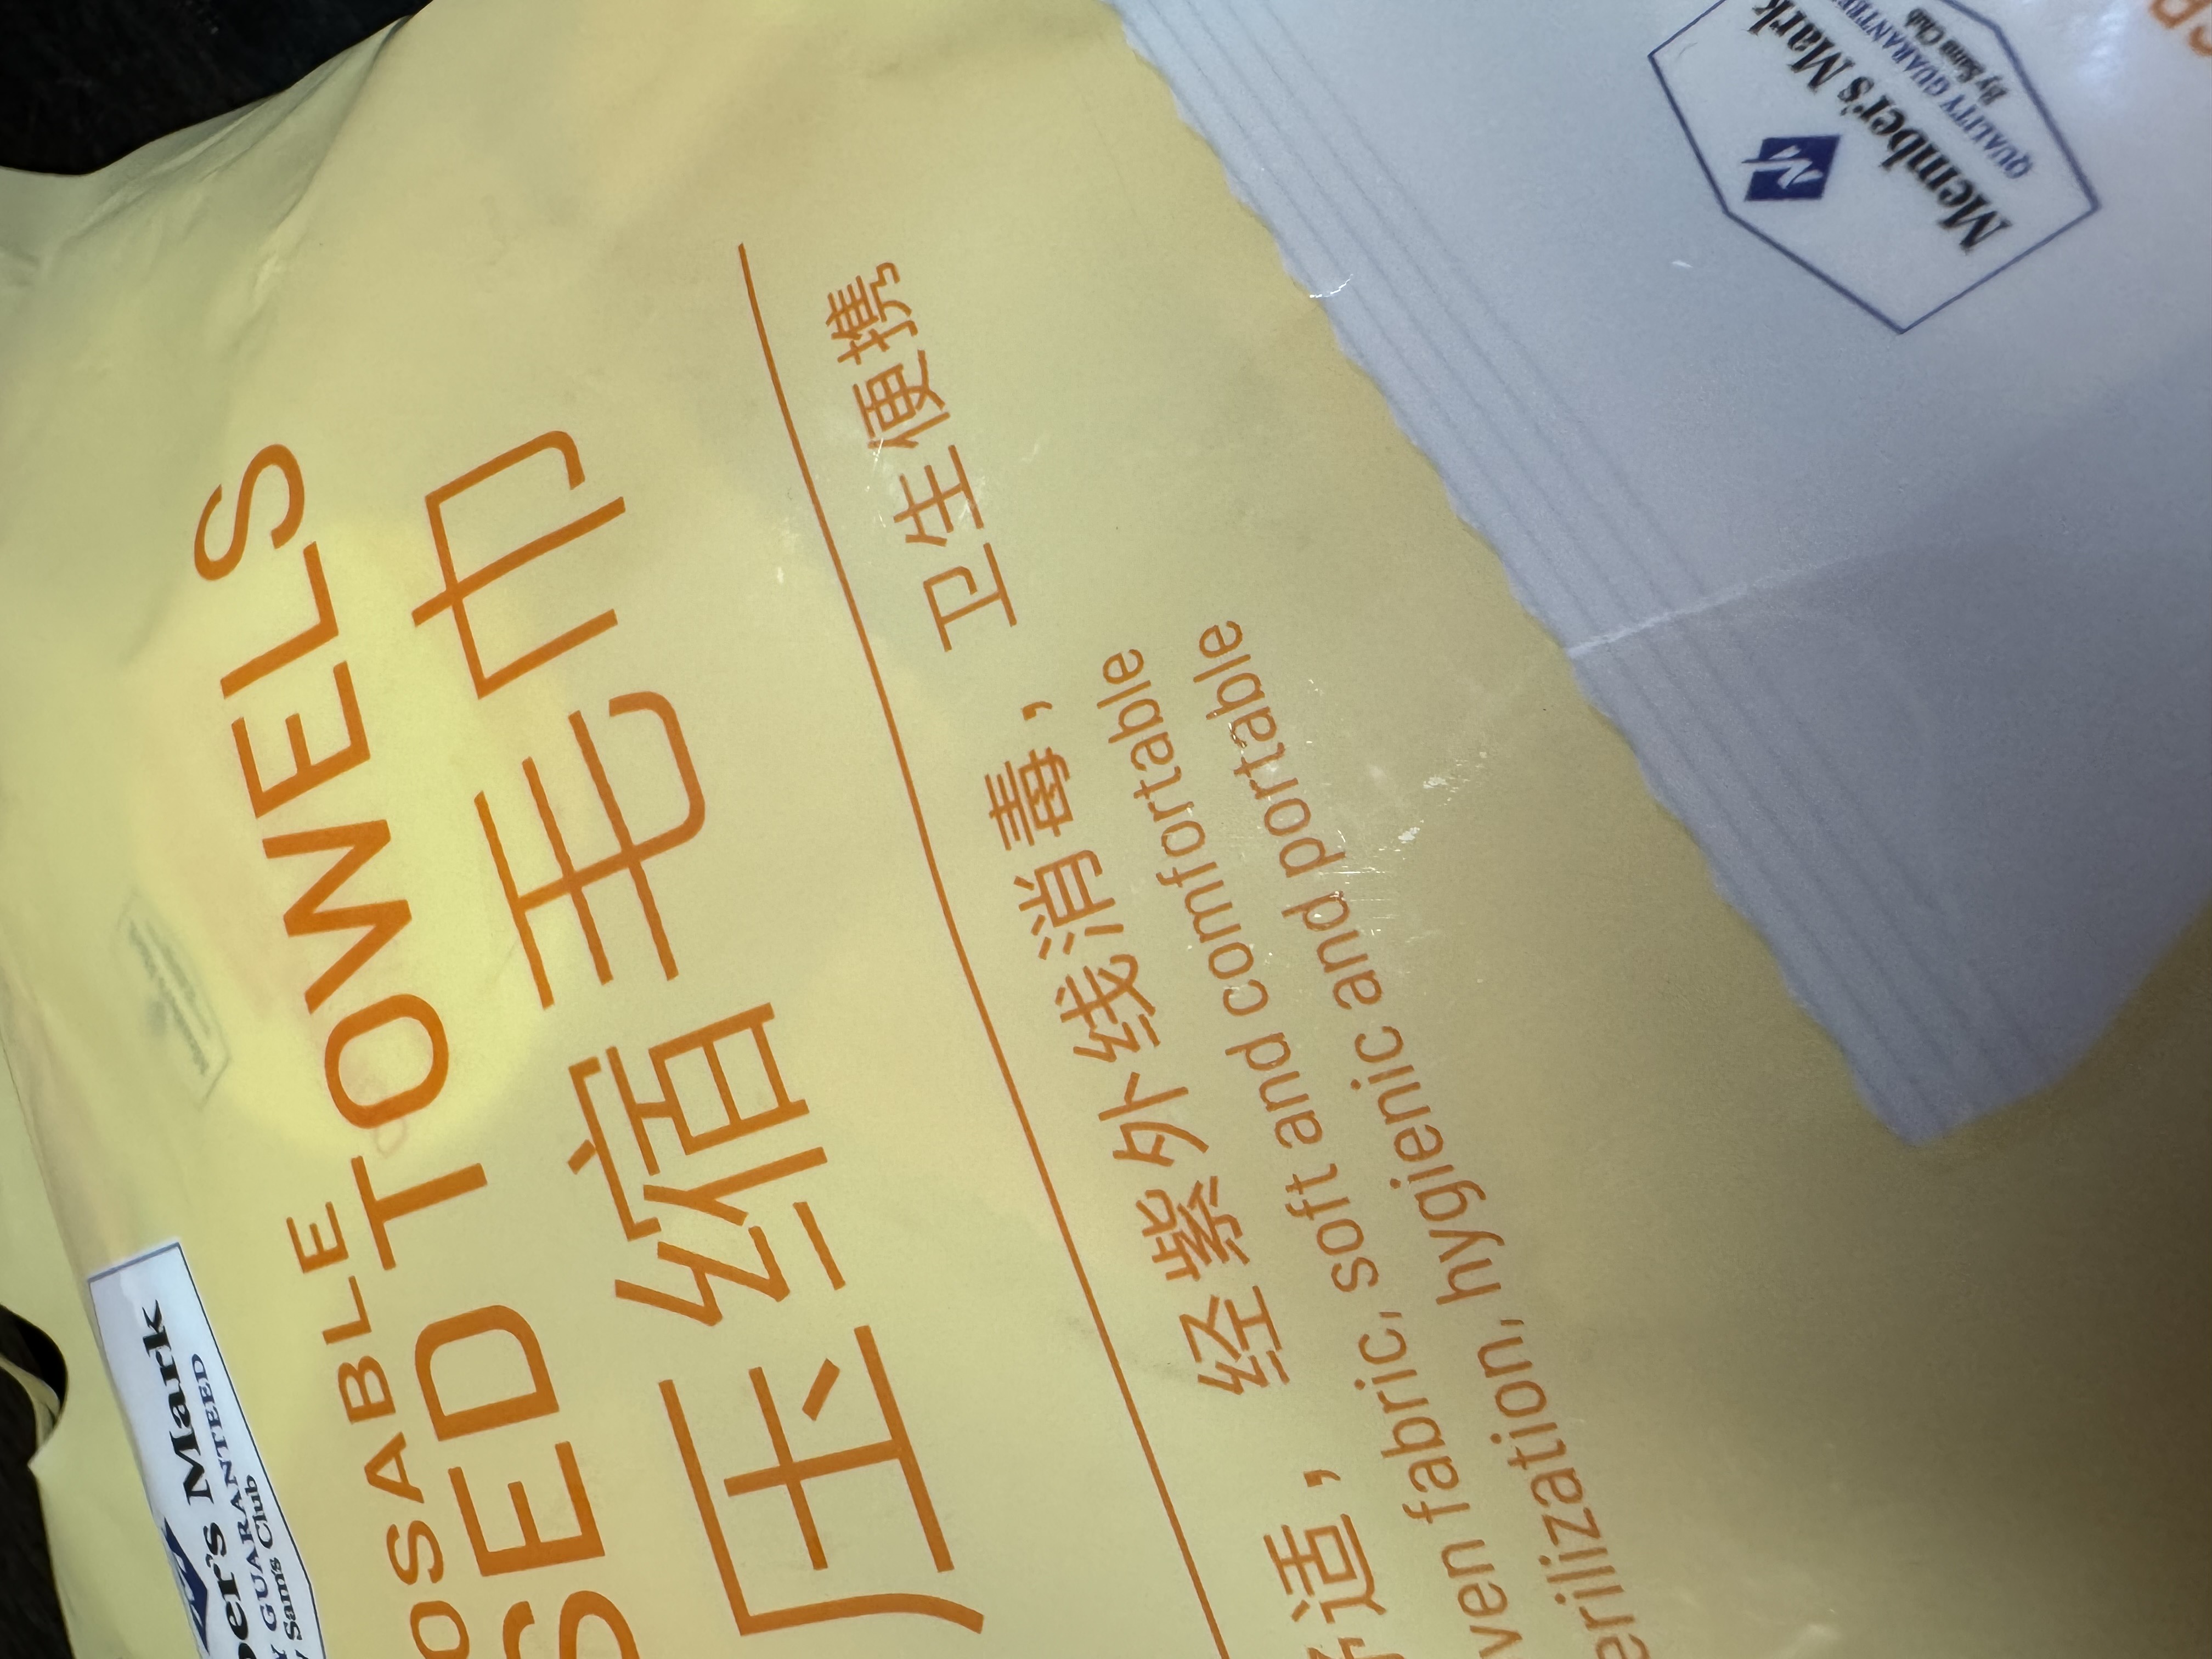 ber's Mark
Y GUARANTEED
y Sam's Club
OSABLE
SED TOWELS
压缩毛巾
舒适，经紫外线消毒，卫生便携
ven fabric, soft and comfortable
erilization, hygienic and portable
Member's Mark
QUALITY GUARANTEE
By Sam's Club